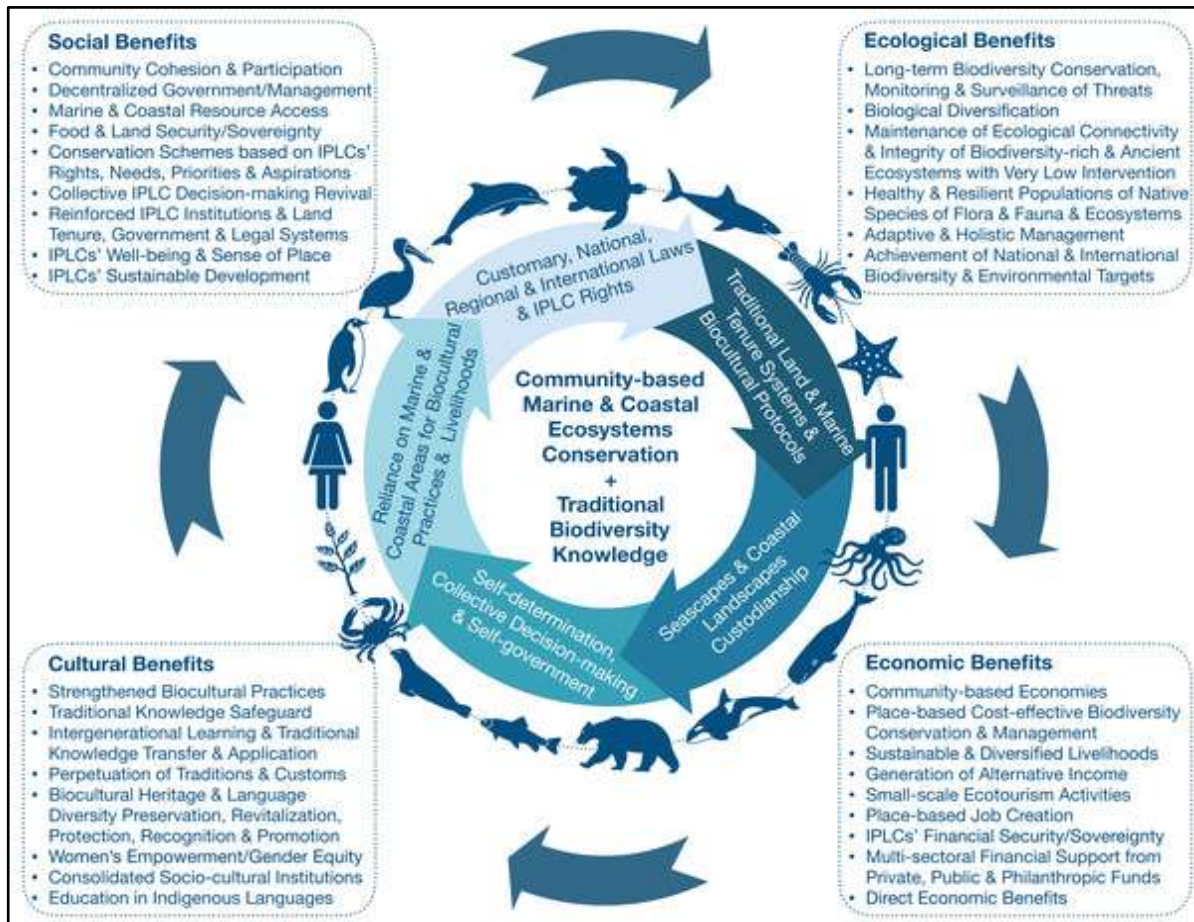 Social Benefits
• Community Cohesion & Participation
• Decentralized Government/Management
• Marine & Coastal Resource Access
• Food & Land Security/Sovereignty
• Conservation Schemes based on IPLCs'
Rights, Needs, Priorities & Aspirations
• Collective IPLC Decision-making Revival
• Reinforced IPLC Institutions & Land
Tenure, Government & Legal Systems
• IPLCs' Well-being & Sense of Place
• IPLCs' Sustainable Development
Ecological Benefits
• Long-term Biodiversity Conservation,
Monitoring & Surveillance of Threats
• Biological Diversification
• Maintenance of Ecological Connectivity
& Integrity of Biodiversity-rich & Ancient
Ecosystems with Very Low Intervention
• Healthy & Resilient Populations of Native
Species of Flora & Fauna & Ecosystems
• Adaptive & Holistic Management
• Achievement of National & International
Biodiversity & Environmental Targets
Customary, National,
Regional & International Laws
& IPLC Rights
Traditional Land & Marine
Tenure Systems &
Biocultural Protocols
Seascapes & Coastal
Landscapes
Custodianship
Self-determination,
Collective Decision-making
& Self-government
Reliance on Marine &
Coastal Areas for Biocultural
Practices & Livelihoods
Community-based
Marine & Coastal
Ecosystems
Conservation
+
Traditional
Biodiversity
Knowledge
Cultural Benefits
• Strengthened Biocultural Practices
• Traditional Knowledge Safeguard
• Intergenerational Learning & Traditional
Knowledge Transfer & Application
• Perpetuation of Traditions & Customs
• Biocultural Heritage & Language
Diversity Preservation, Revitalization,
Protection, Recognition & Promotion
• Women's Empowerment/Gender Equity
• Consolidated Socio-cultural Institutions
• Education in Indigenous Languages
Economic Benefits
• Community-based Economies
• Place-based Cost-effective Biodiversity
Conservation & Management
• Sustainable & Diversified Livelihoods
• Generation of Alternative Income
• Small-scale Ecotourism Activities
• Place-based Job Creation
• IPLCs' Financial Security/Sovereignty
• Multi-sectoral Financial Support from
Private, Public & Philanthropic Funds
• Direct Economic Benefits